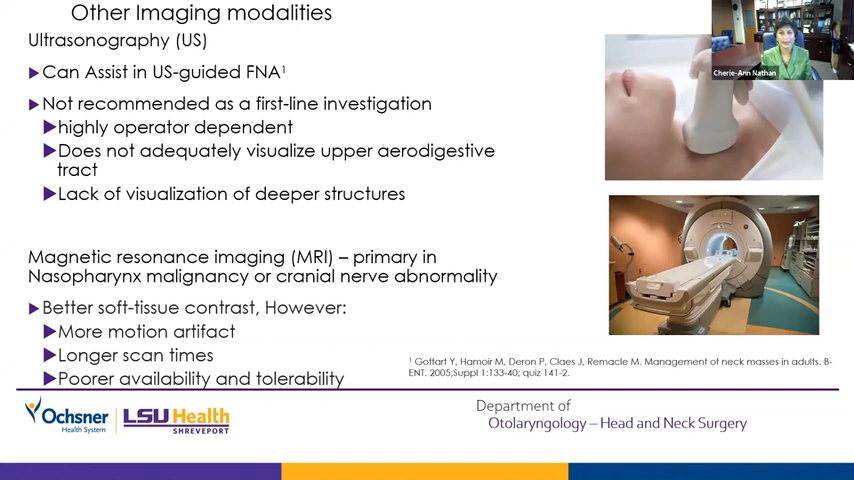 Other Imaging modalities
Ultrasonography (US)
▶Can Assist in US-guided FNA¹
▶Not recommended as a first-line investigation
▶highly operator dependent
▶Does not adequately visualize upper aerodigestive
tract
▶Lack of visualization of deeper structures
Magnetic resonance imaging (MRI) – primary in
Nasopharynx malignancy or cranial nerve abnormality
▶Better soft-tissue contrast, However:
▶More motion artifact
▶Longer scan times
▶Poorer availability and tolerability
Cherie-Ann Nathan
¹ Goffart Y, Hamoir M, Deron P, Claes J, Remacle M. Management of neck masses in adults. B-
ENT. 2005;Suppl 1:133-40; quiz 141-2.
Ochsner
Health System
LSU Health
SHREVEPORT
Department of
Otolaryngology – Head and Neck Surgery